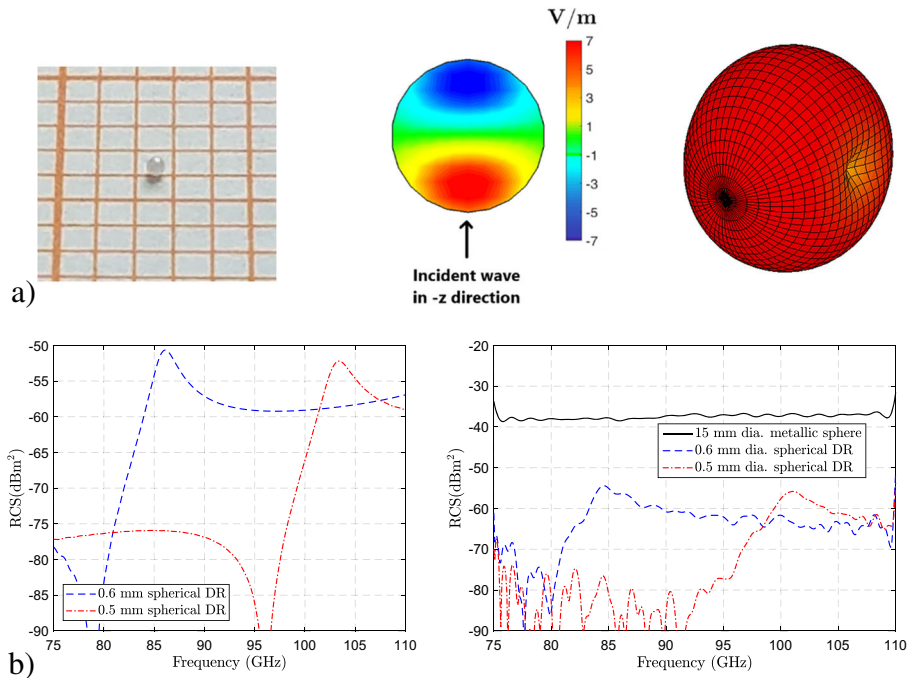 V/m
7
5
3
1
-1
-3
-5
-7
Incident wave
in -z direction
a)
-50
-55
-60
-65
-70
-75
-80
-85
-90
RCS(dBm²)
75 80 85 90 95 100 105 110
Frequency (GHz)
0.6 mm spherical DR
0.5 mm spherical DR
-20
-30
-40
-50
-60
-70
-80
-90
RCS(dBm²)
75 80 85 90 95 100 105 110
Frequency (GHz)
15 mm dia. metallic sphere
0.6 mm dia. spherical DR
0.5 mm dia. spherical DR
b)